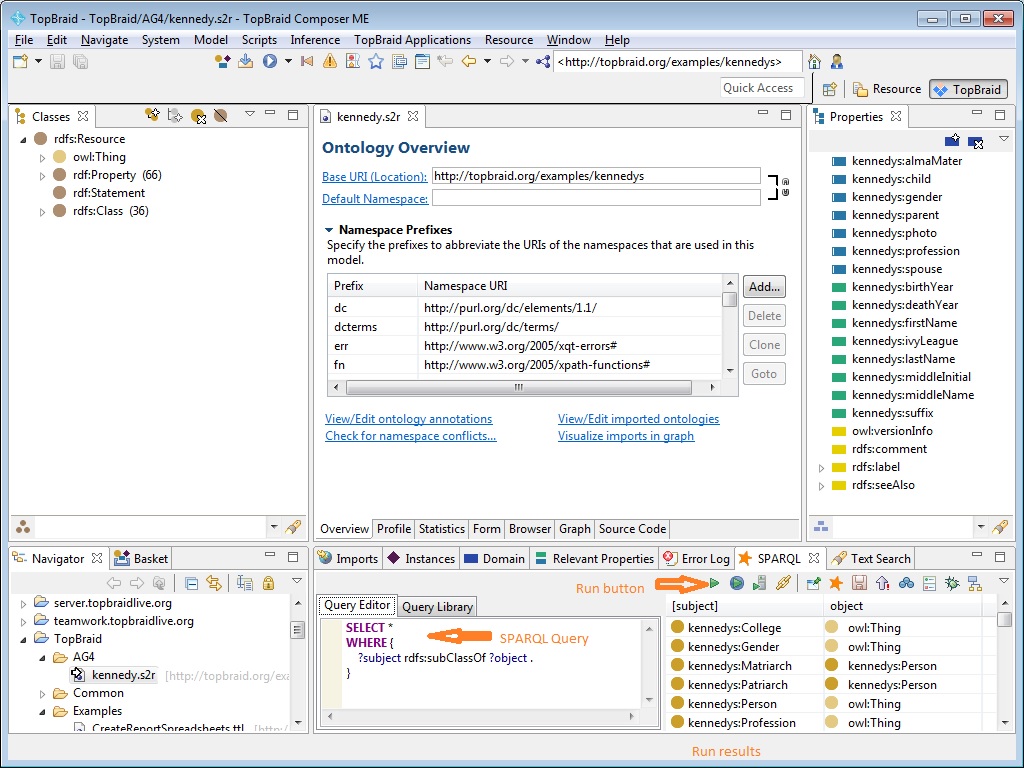 TopBraid - TopBraid/AG4/kennedy.s2r - TopBraid Composer ME
File Edit Navigate System Model Scripts Inference TopBraid Applications Resource Window Help
<http://topbraid.org/examples/kennedys>
Quick Access
Resource
TopBraid
Classes
rdfs:Resource
owl:Thing
rdf:Property (66)
rdf:Statement
rdfs:Class (36)
kennedy.s2r
Ontology Overview
Base URI (Location): http://topbraid.org/examples/kennedys
Default Namespace:
Namespace Prefixes
Specify the prefixes to abbreviate the URIs of the namespaces that are used in this
model.
Prefix Namespace URI
dc http://purl.org/dc/elements/1.1/
dcterms http://purl.org/dc/terms/
err http://www.w3.org/2005/xqt-errors#
fn http://www.w3.org/2005/xpath-functions#
Add...
Delete
Clone
Goto
View/Edit ontology annotations View/Edit imported ontologies
Check for namespace conflicts... Visualize imports in graph
Overview Profile Statistics Form Browser Graph Source Code
Properties
kennedys:almaMater
kennedys:child
kennedys:gender
kennedys:parent
kennedys:photo
kennedys:profession
kennedys:spouse
kennedys:birthYear
kennedys:deathYear
kennedys:firstName
kennedys:ivyLeague
kennedys:lastName
kennedys:middleInitial
kennedys:middleName
kennedys:suffix
owl:versionInfo
rdfs:comment
rdfs:label
rdfs:seeAlso
Navigator Basket
server.topbraidlive.org
teamwork.topbraidlive.org
TopBraid
AG4
kennedy.s2r [http://topbraid.org/exa
Common
Examples
CreateReportSpreadsheets.ttl [http:/
Imports Instances Domain Relevant Properties Error Log SPARQL Text Search
Run button
Query Editor Query Library
SELECT *
WHERE {
?subject rdfs:subClassOf ?object .
}
SPARQL Query
[subject] object
kennedys:College owl:Thing
kennedys:Gender owl:Thing
kennedys:Matriarch kennedys:Person
kennedys:Patriarch kennedys:Person
kennedys:Person owl:Thing
kennedys:Profession owl:Thing
Run results